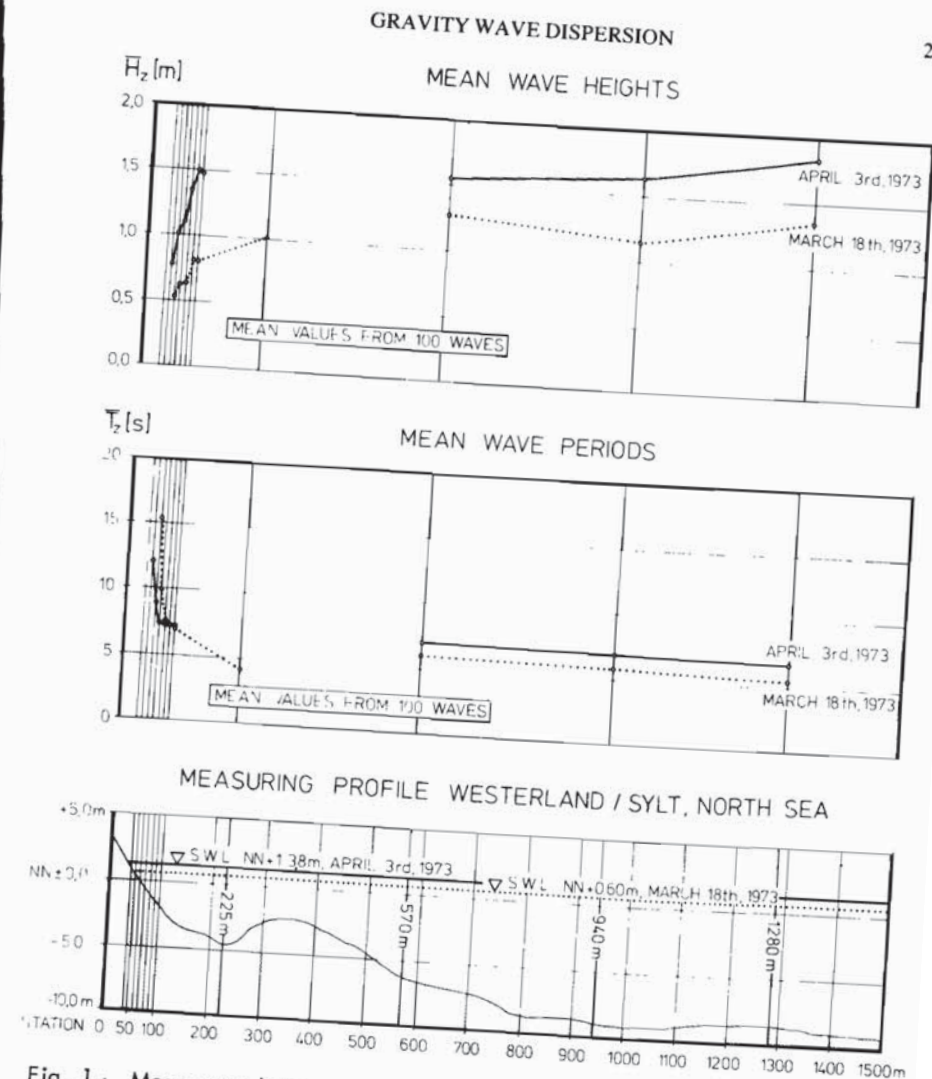 GRAVITY WAVE DISPERSION
2
H̅z [m]
MEAN WAVE HEIGHTS
2,0
1,5
1,0
0,5
0,0
APRIL 3rd, 1973
MARCH 18th, 1973
MEAN VALUES FROM 100 WAVES
T̅z [s]
MEAN WAVE PERIODS
20
15
10
5
0
APRIL 3rd, 1973
MARCH 18th, 1973
MEAN VALUES FROM 100 WAVES
MEASURING PROFILE WESTERLAND / SYLT, NORTH SEA
+5,0m
NN ± 0,0
-5,0
-10,0 m
S W L NN+1,38m, APRIL 3rd, 1973
S W L NN+0,60m, MARCH 18th, 1973
225m
570m
940m
1280m
STATION 0 50 100 200 300 400 500 600 700 800 900 1000 1100 1200 1300 1400 1500m
Fig. 1: